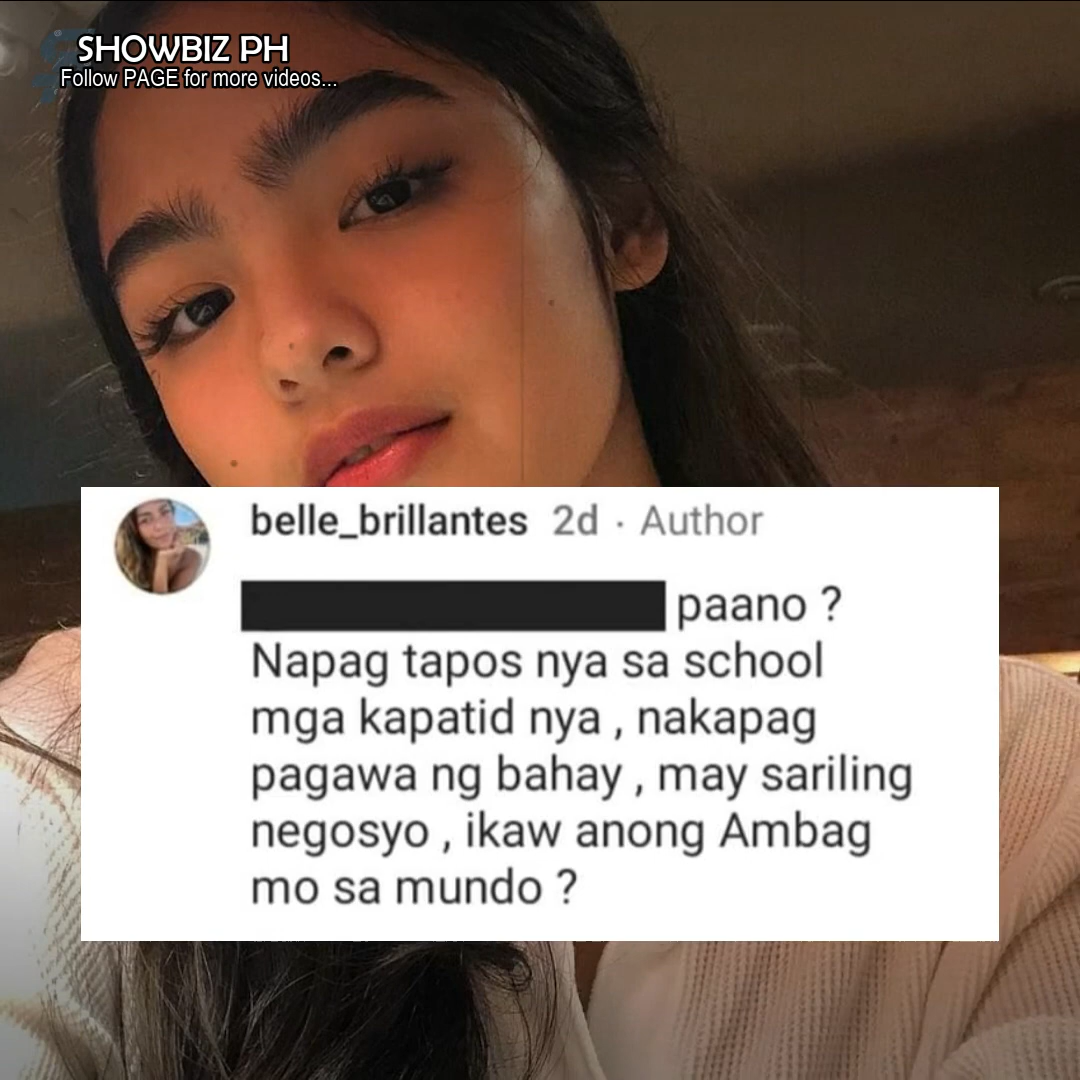 SHOWBIZ PH
Follow PAGE for more videos...
belle_brillantes 2d · Author
paano ?
Napag tapos nya sa school
mga kapatid nya , nakapag
pagawa ng bahay , may sariling
negosyo , ikaw anong Ambag
mo sa mundo ?